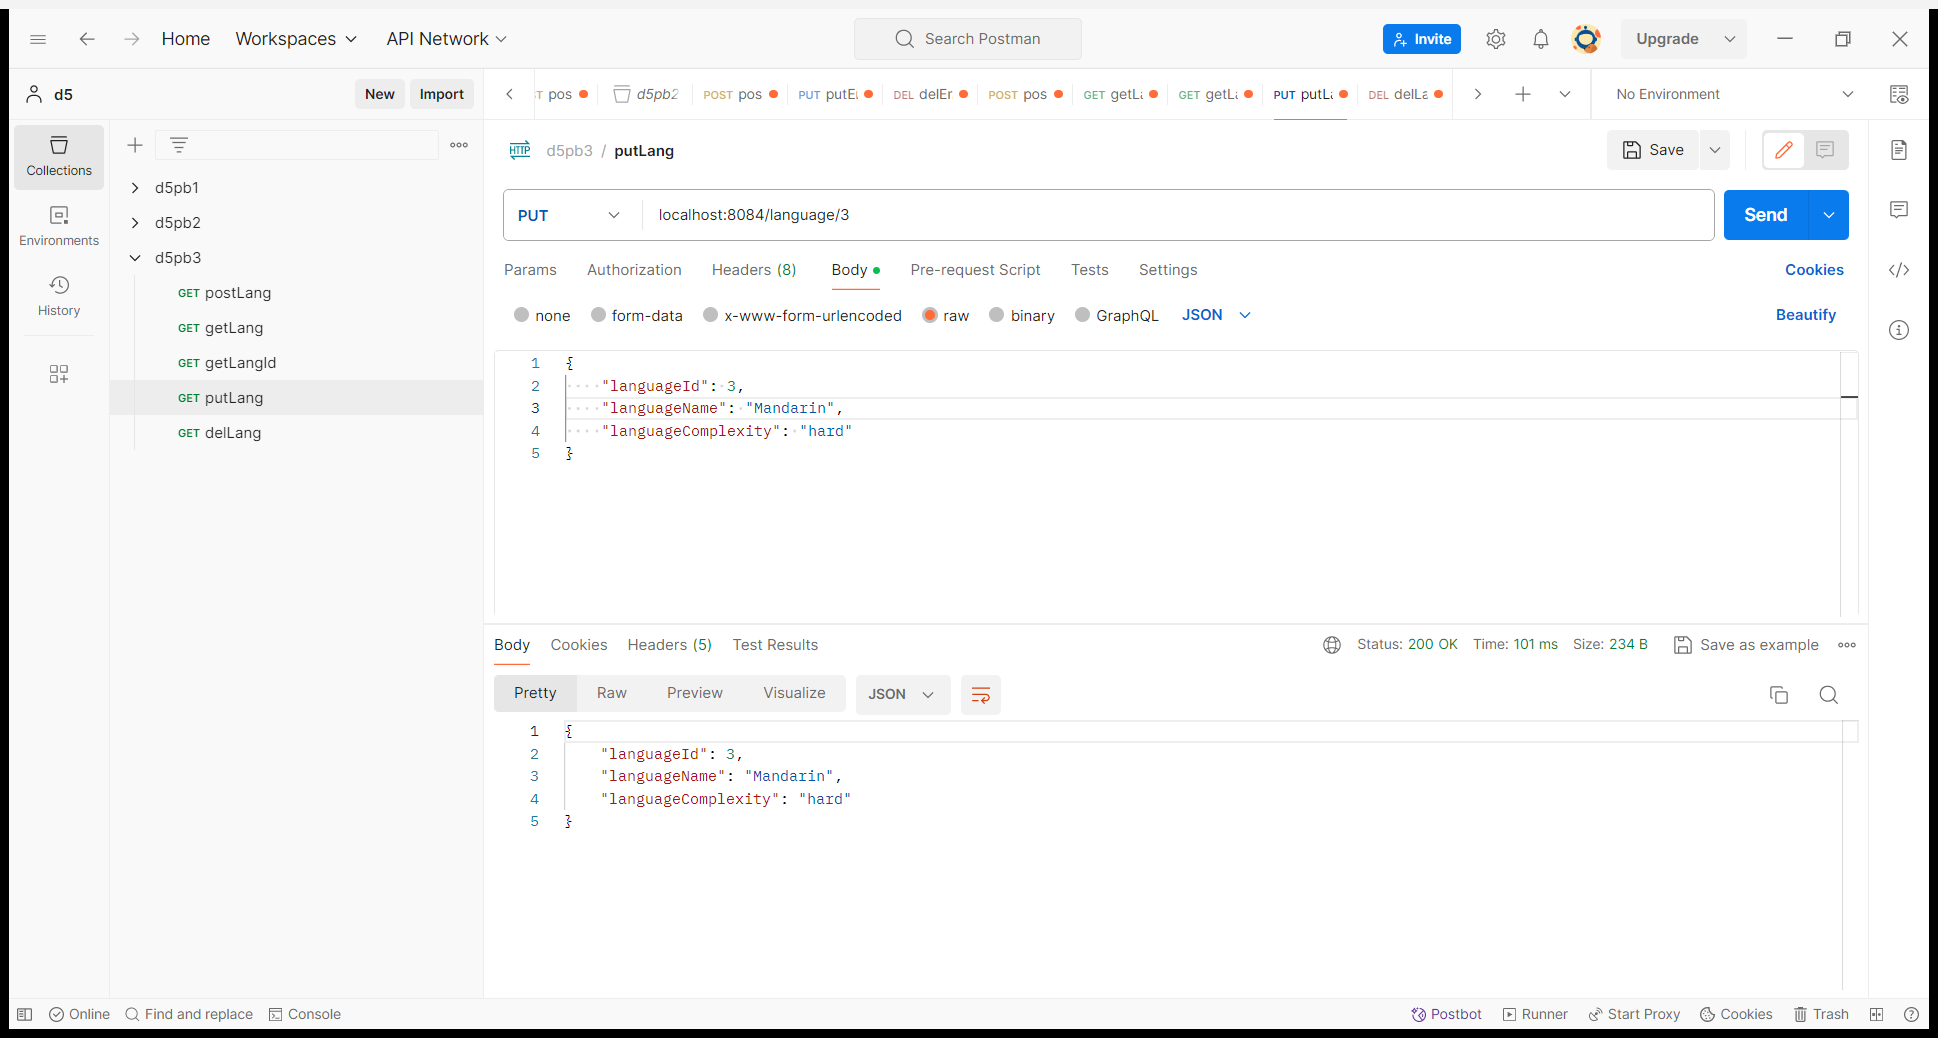 Home Workspaces API Network Search Postman Invite Upgrade
d5 New Import pos d5pb2 POST pos PUT putE DEL delEr POST pos GET getL GET getL PUT putL DEL delLa No Environment
Collections
Environments
History
d5pb1
d5pb2
d5pb3
GET postLang
GET getLang
GET getLangId
GET putLang
GET delLang
HTTP d5pb3 / putLang Save
PUT localhost:8084/language/3 Send
Params Authorization Headers (8) Body Pre-request Script Tests Settings Cookies
none form-data x-www-form-urlencoded raw binary GraphQL JSON Beautify
1 {
2 "languageId": 3,
3 "languageName": "Mandarin",
4 "languageComplexity": "hard"
5 }
Body Cookies Headers (5) Test Results Status: 200 OK Time: 101 ms Size: 234 B Save as example
Pretty Raw Preview Visualize JSON
1 {
2 "languageId": 3,
3 "languageName": "Mandarin",
4 "languageComplexity": "hard"
5 }
Online Find and replace Console Postbot Runner Start Proxy Cookies Trash